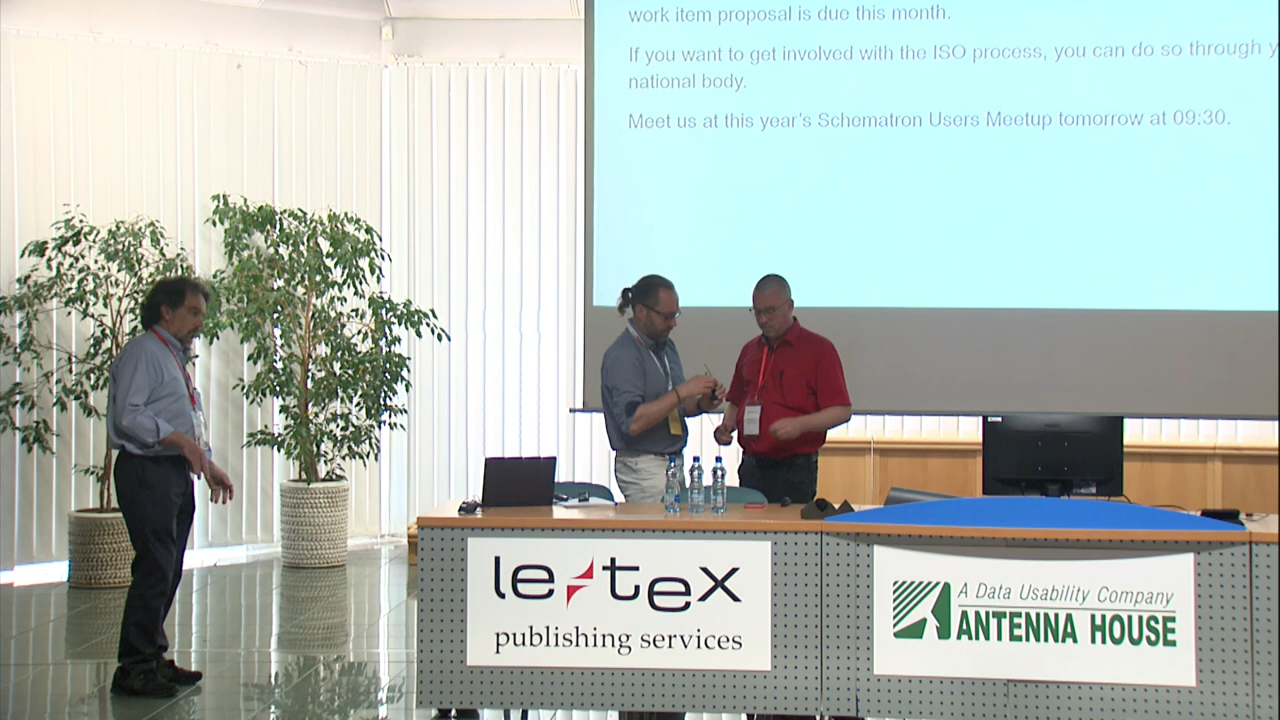 work item proposal is due this month.
If you want to get involved with the ISO process, you can do so through
national body.
Meet us at this year's Schematron Users Meetup tomorrow at 09:30.
le tex
publishing services
A Data Usability Company
ANTENNA HOUSE